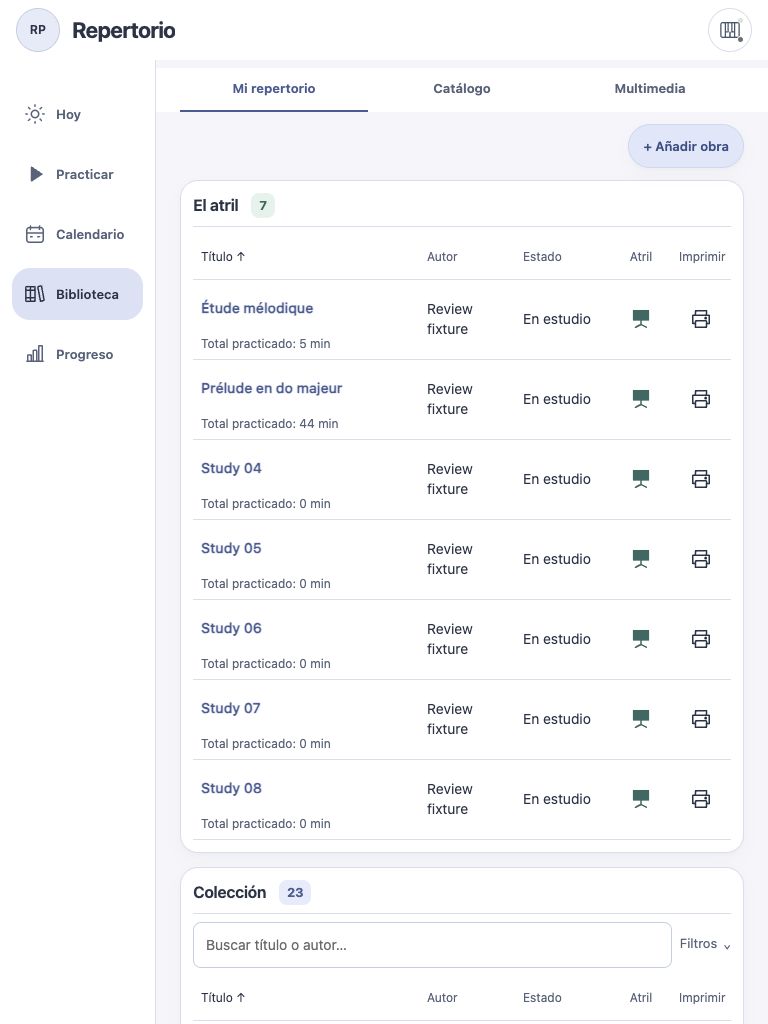 RP Repertorio
Mi repertorio Catálogo Multimedia
Hoy
Practicar
Calendario
Biblioteca
Progreso
+ Añadir obra
El atril 7
Título ↑ Autor Estado Atril Imprimir
Étude mélodique
Total practicado: 5 min
Review
fixture
En estudio
Prélude en do majeur
Total practicado: 44 min
Review
fixture
En estudio
Study 04
Total practicado: 0 min
Review
fixture
En estudio
Study 05
Total practicado: 0 min
Review
fixture
En estudio
Study 06
Total practicado: 0 min
Review
fixture
En estudio
Study 07
Total practicado: 0 min
Review
fixture
En estudio
Study 08
Total practicado: 0 min
Review
fixture
En estudio
Colección 23
Buscar título o autor...
Filtros
Título ↑ Autor Estado Atril Imprimir